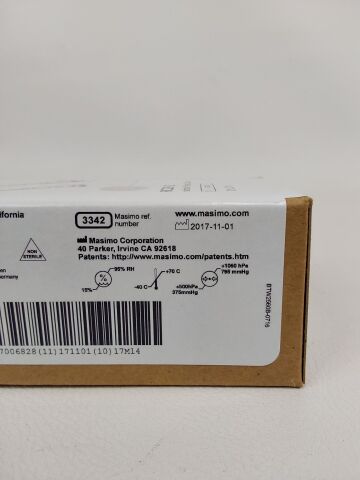 ifornia
3342
Masimo ref. number
www.masimo.com
2017-11-01
Masimo Corporation
40 Parker, Irvine CA 92618
Patents: http://www.masimo.com/patents.htm
NON STERILE
95% RH
15%
+70 C
-40 C
+1060 hPa
795 mmHg
+500hPa
375mmHg
7006828(11)171101(10)17M14